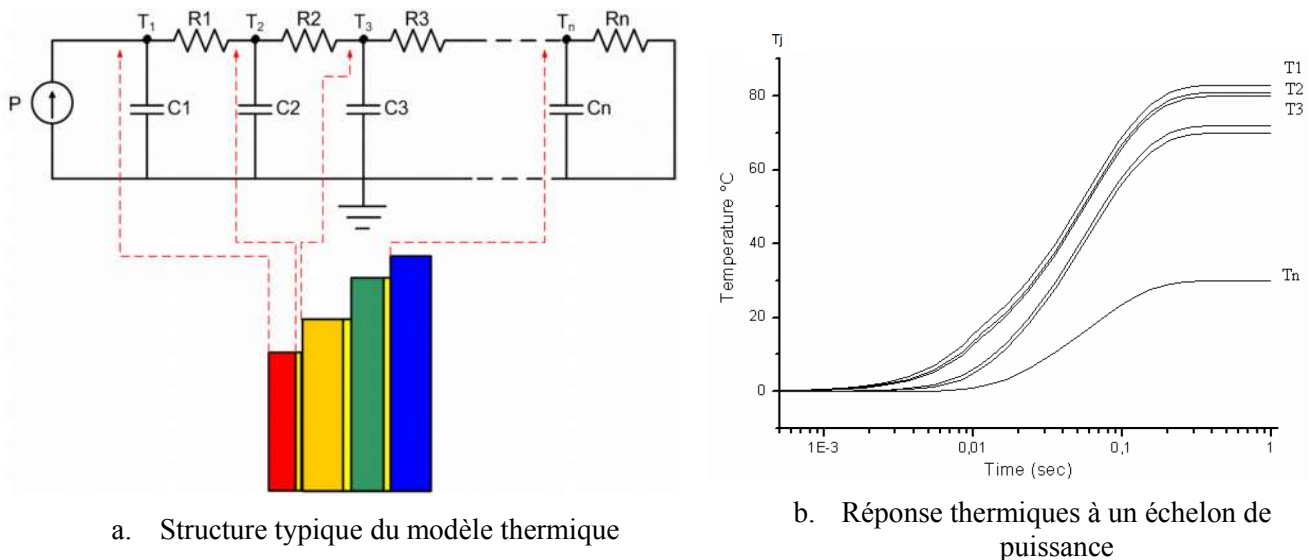 T1 R1 T2 R2 T3 R3 Tn Rn
P C1 C2 C3 Cn
a. Structure typique du modèle thermique
Tj
T1
T2
T3
Tn
Temperature °C
80
60
40
20
0
1E-3 0,01 0,1 1
Time (sec)
b. Réponse thermiques à un échelon de
puissance